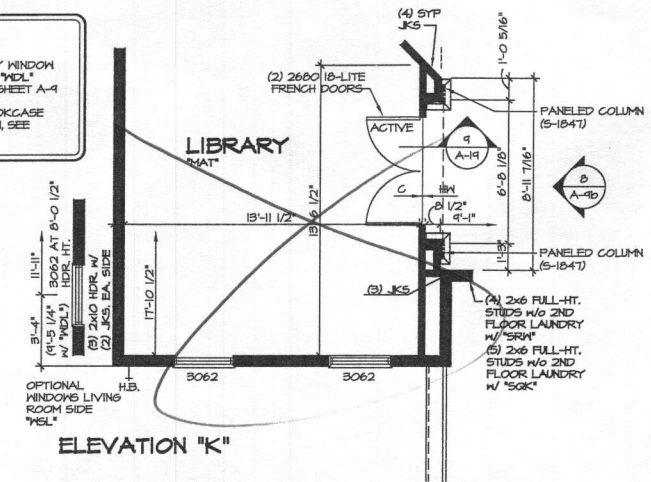 WINDOW
"WDL"
SHEET A-9
OKCASE
SEE
(4) SYP
JKS
1'-0 5/16"
(2) 2680 18-LITE
FRENCH DOORS
ACTIVE
PANELED COLUMN
(S-1847)
LIBRARY
"MAT"
9
A-19
6'-8 1/8"
8'-11 7/16"
8
A-9b
C
HW
8 1/2"
9'-1"
13'-11 1/2"
13'-6 1/2"
17'-10 1/2"
11'-11"
3'-4"
3062 AT 8'-0 1/2"
HDR. HT.
(9'-5 1/4")
W/ "WDL")
(3) 2x10 HDR. W/
(2) JKS, EA. SIDE
1'-3"
PANELED COLUMN
(S-1847)
(3) JKS
(4) 2x6 FULL-HT.
STUDS w/o 2ND
FLOOR LAUNDRY
w/ "SRW"
(5) 2x6 FULL-HT.
STUDS w/o 2ND
FLOOR LAUNDRY
w/ "SGK"
H.B.
3062
3062
OPTIONAL
WINDOWS LIVING
ROOM SIDE
"WSL"
ELEVATION "K"